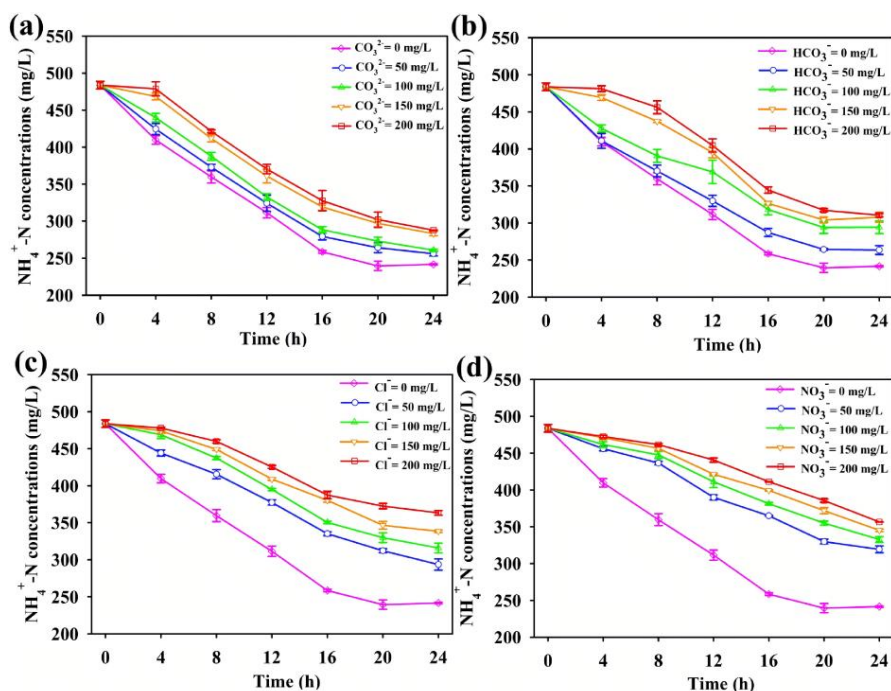 (a)
NH₄⁺-N concentrations (mg/L)
550
500
450
400
350
300
250
200
CO₃²⁻= 0 mg/L
CO₃²⁻= 50 mg/L
CO₃²⁻= 100 mg/L
CO₃²⁻= 150 mg/L
CO₃²⁻= 200 mg/L
0 4 8 12 16 20 24
Time (h)
(b)
NH₄⁺-N concentrations (mg/L)
550
500
450
400
350
300
250
200
HCO₃⁻= 0 mg/L
HCO₃⁻= 50 mg/L
HCO₃⁻= 100 mg/L
HCO₃⁻= 150 mg/L
HCO₃⁻= 200 mg/L
0 4 8 12 16 20 24
Time (h)
(c)
NH₄⁺-N concentrations (mg/L)
550
500
450
400
350
300
250
200
Cl⁻= 0 mg/L
Cl⁻= 50 mg/L
Cl⁻= 100 mg/L
Cl⁻= 150 mg/L
Cl⁻= 200 mg/L
0 4 8 12 16 20 24
Time (h)
(d)
NH₄⁺-N concentrations (mg/L)
550
500
450
400
350
300
250
200
NO₃⁻= 0 mg/L
NO₃⁻= 50 mg/L
NO₃⁻= 100 mg/L
NO₃⁻= 150 mg/L
NO₃⁻= 200 mg/L
0 4 8 12 16 20 24
Time (h)